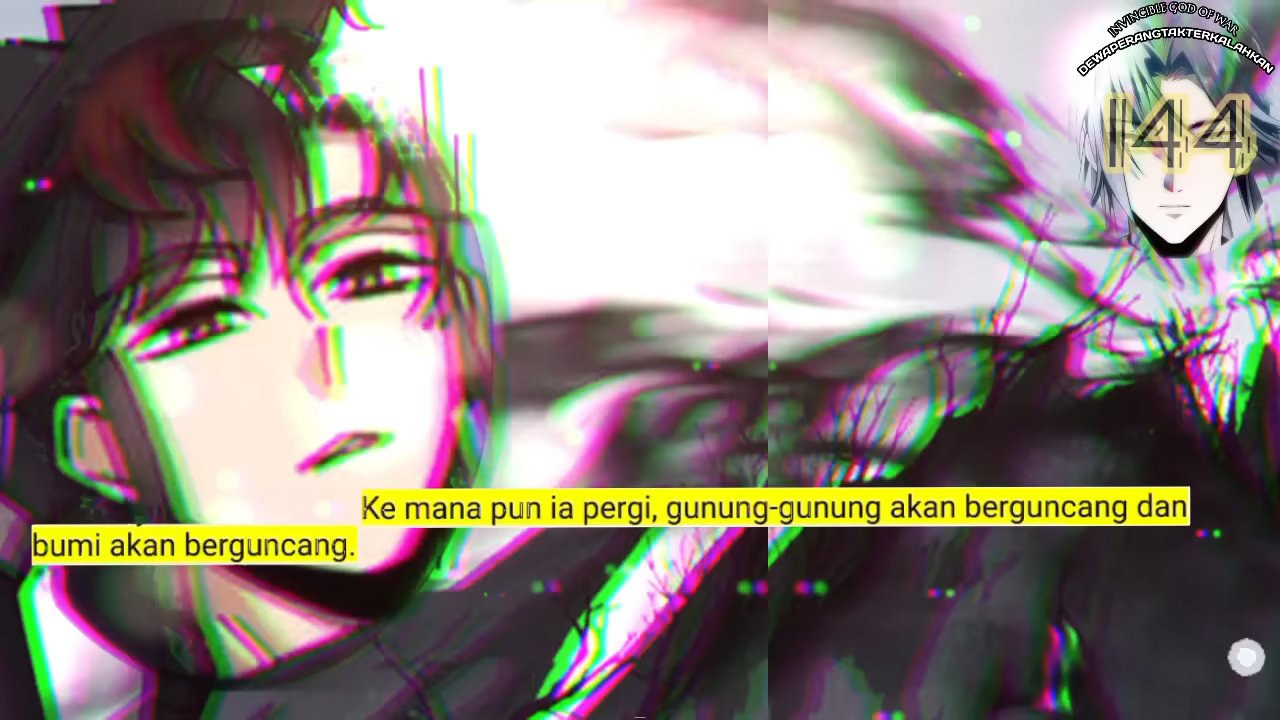 INVINCIBLE GOD OF WAR
DEWAPERANGTAKTERKALAHKAN
144
Ke mana pun ia pergi, gunung-gunung akan berguncang dan
bumi akan berguncang.